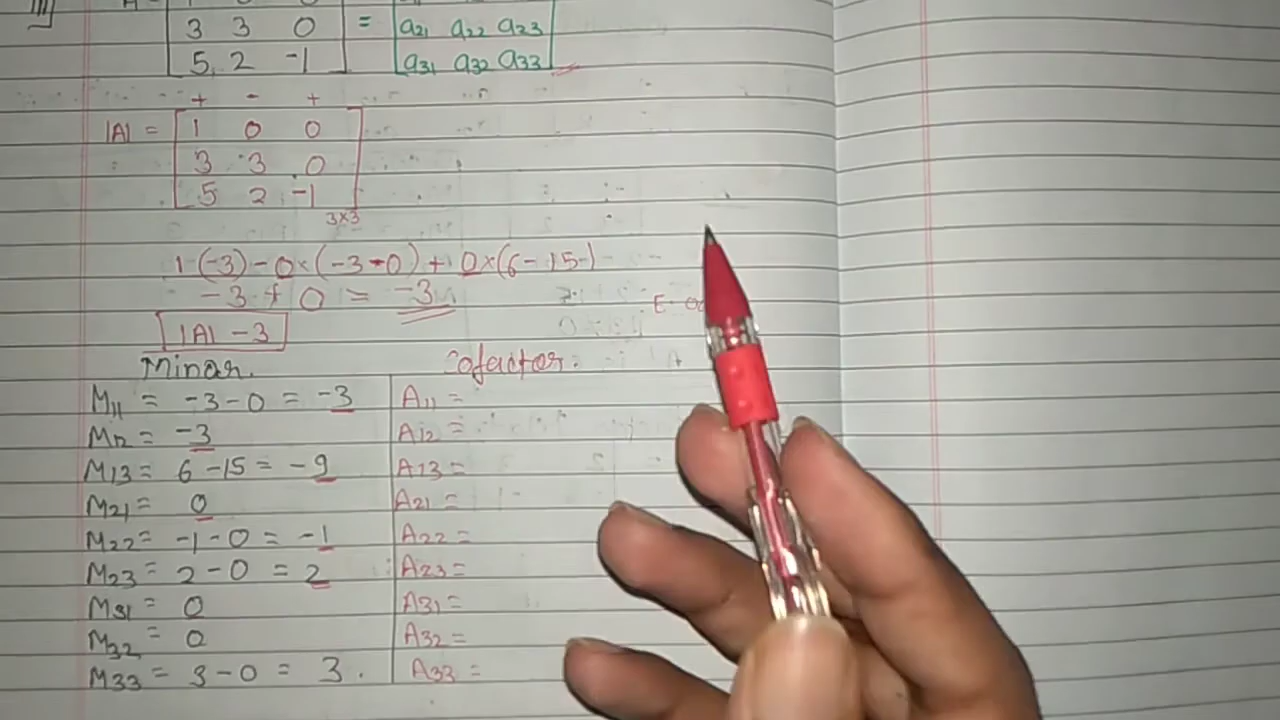 3 3 0 = a21 a22 a23
5, 2 -1 a31 a32 a33
+ - +
|A| = 1 0 0
3 3 0
5 2 -1
3×3
1(-3) - 0×(-3-0) + 0×(6-15)
-3 + 0 = -3
|A| -3
Minar. Cofactor.
M11 = -3-0 = -3 A11 =
M12 = -3 A12 =
M13 = 6-15 = -9 A13 =
M21 = 0 A21 =
M22 = -1-0 = -1 A22 =
M23 = 2-0 = 2 A23 =
M31 = 0 A31 =
M32 = 0 A32 =
M33 = 3-0 = 3. A33 =